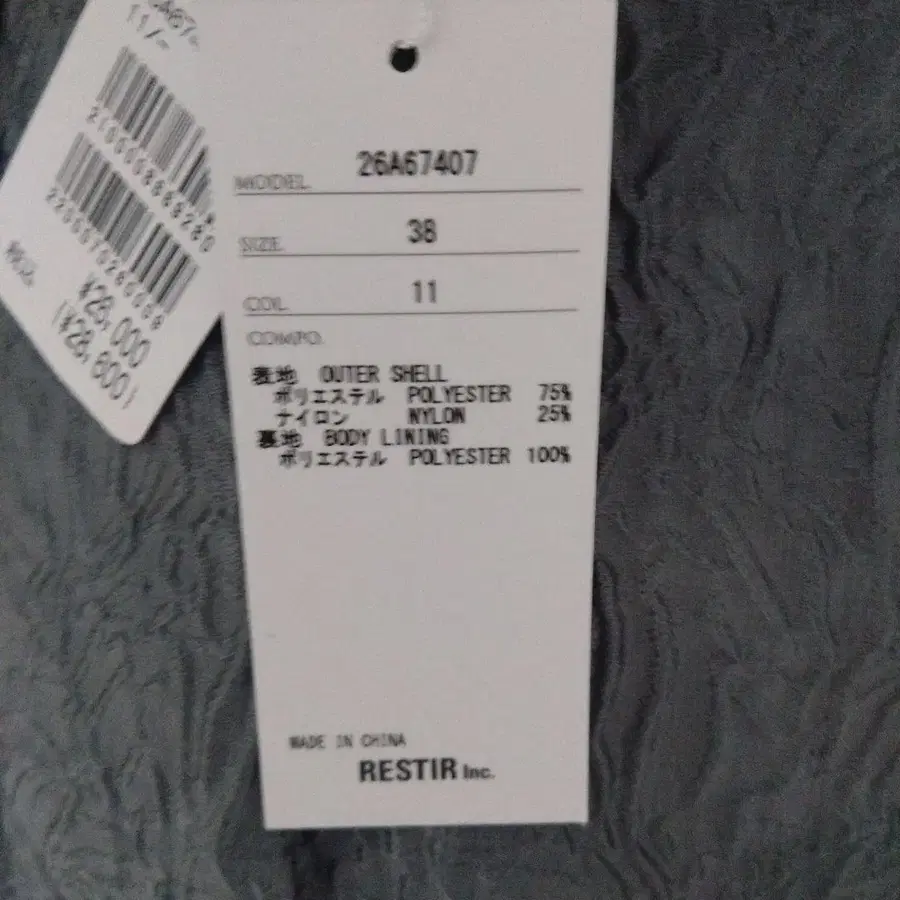 11/-
¥26,000
(¥28,600)
MODEL 26A67407
SIZE 38
COL. 11
COMPO.
表地 OUTER SHELL
ポリエステル POLYESTER 75%
ナイロン NYLON 25%
裏地 BODY LINING
ポリエステル POLYESTER 100%
MADE IN CHINA
RESTIR Inc.